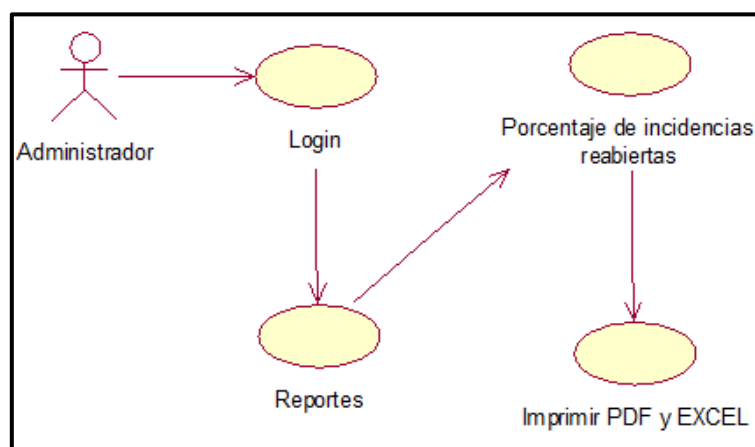 Administrador
Login
Porcentaje de incidencias
reabiertas
Reportes
Imprimir PDF y EXCEL